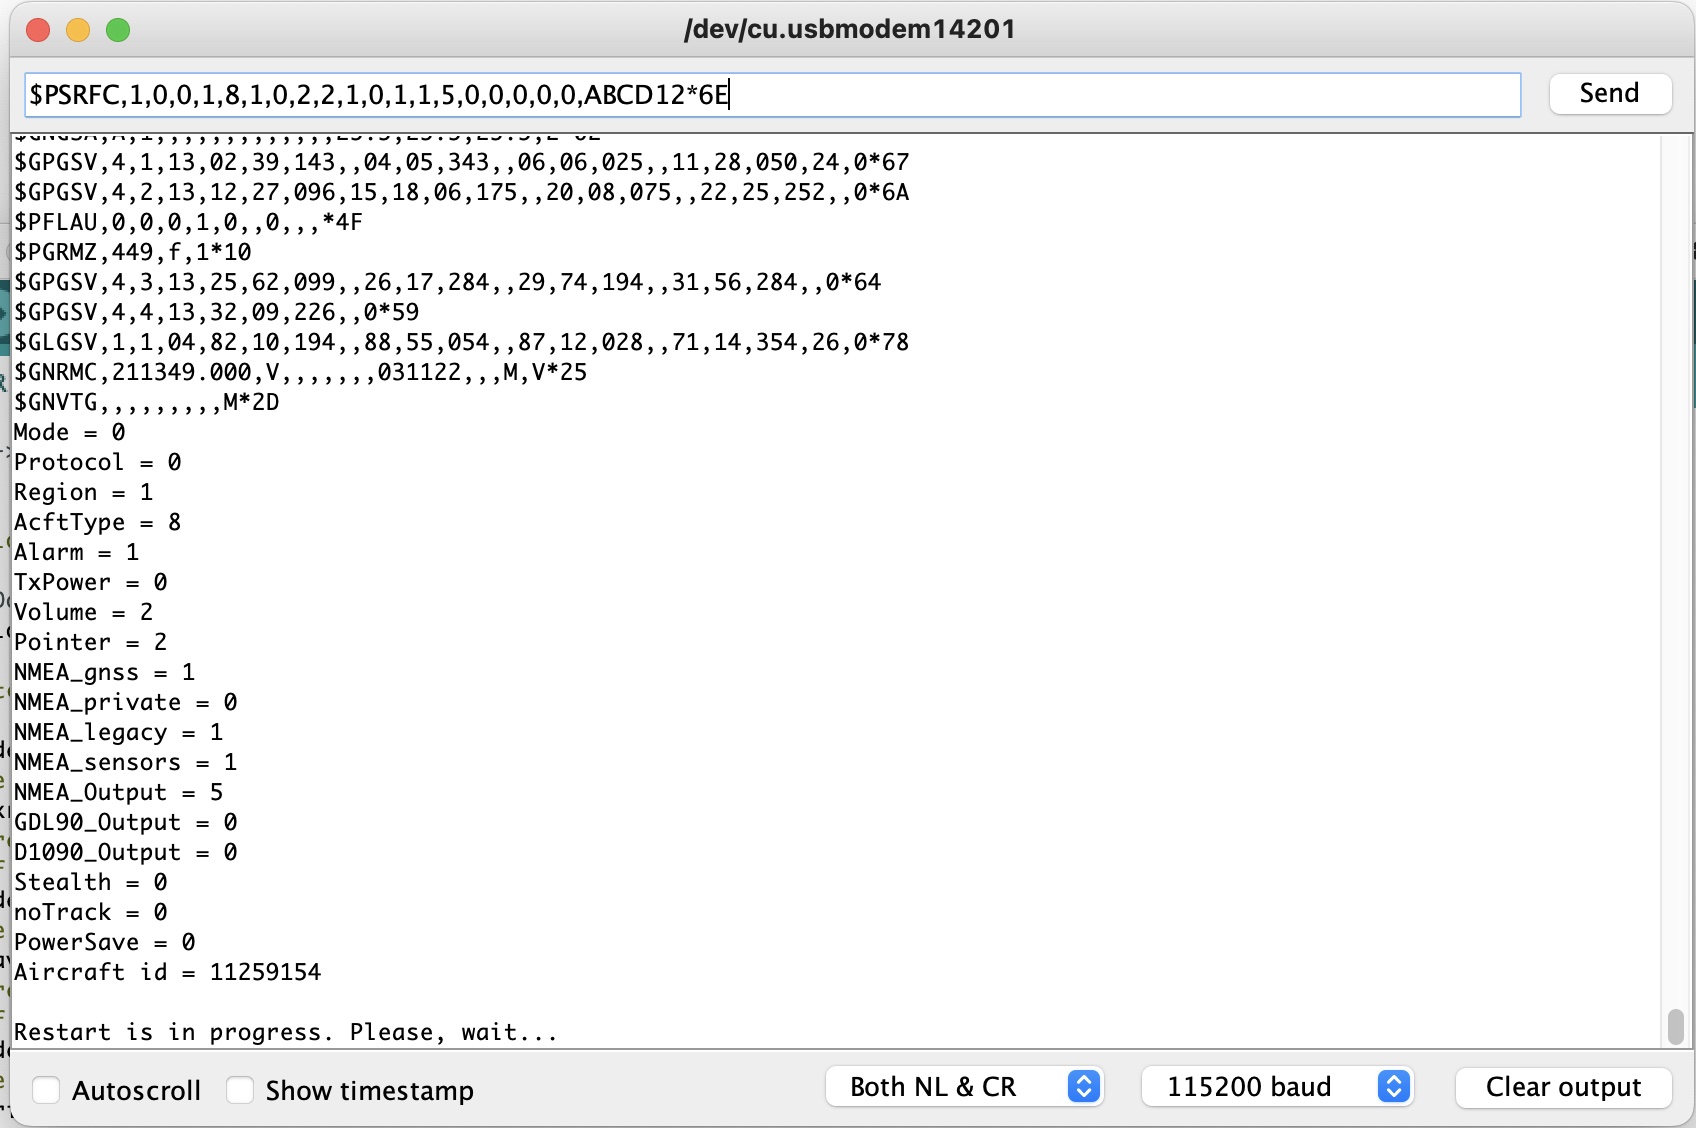 /dev/cu.usbmodem14201
$PSRFC,1,0,0,1,8,1,0,2,2,1,0,1,1,5,0,0,0,0,0,ABCD12*6E
Send
$GPGSV,4,1,13,02,39,143,,04,05,343,,06,06,025,,11,28,050,24,0*67
$GPGSV,4,2,13,12,27,096,15,18,06,175,,20,08,075,,22,25,252,,0*6A
$PFLAU,0,0,0,1,0,,0,,,*4F
$PGRMZ,449,f,1*10
$GPGSV,4,3,13,25,62,099,,26,17,284,,29,74,194,,31,56,284,,0*64
$GPGSV,4,4,13,32,09,226,,0*59
$GLGSV,1,1,04,82,10,194,,88,55,054,,87,12,028,,71,14,354,26,0*78
$GNRMC,211349.000,V,,,,,,,031122,,,M,V*25
$GNVTG,,,,,,,,,M*2D
Mode = 0
Protocol = 0
Region = 1
AcftType = 8
Alarm = 1
TxPower = 0
Volume = 2
Pointer = 2
NMEA_gnss = 1
NMEA_private = 0
NMEA_legacy = 1
NMEA_sensors = 1
NMEA_Output = 5
GDL90_Output = 0
D1090_Output = 0
Stealth = 0
noTrack = 0
PowerSave = 0
Aircraft id = 11259154
Restart is in progress. Please, wait...
Autoscroll
Show timestamp
Both NL & CR
115200 baud
Clear output